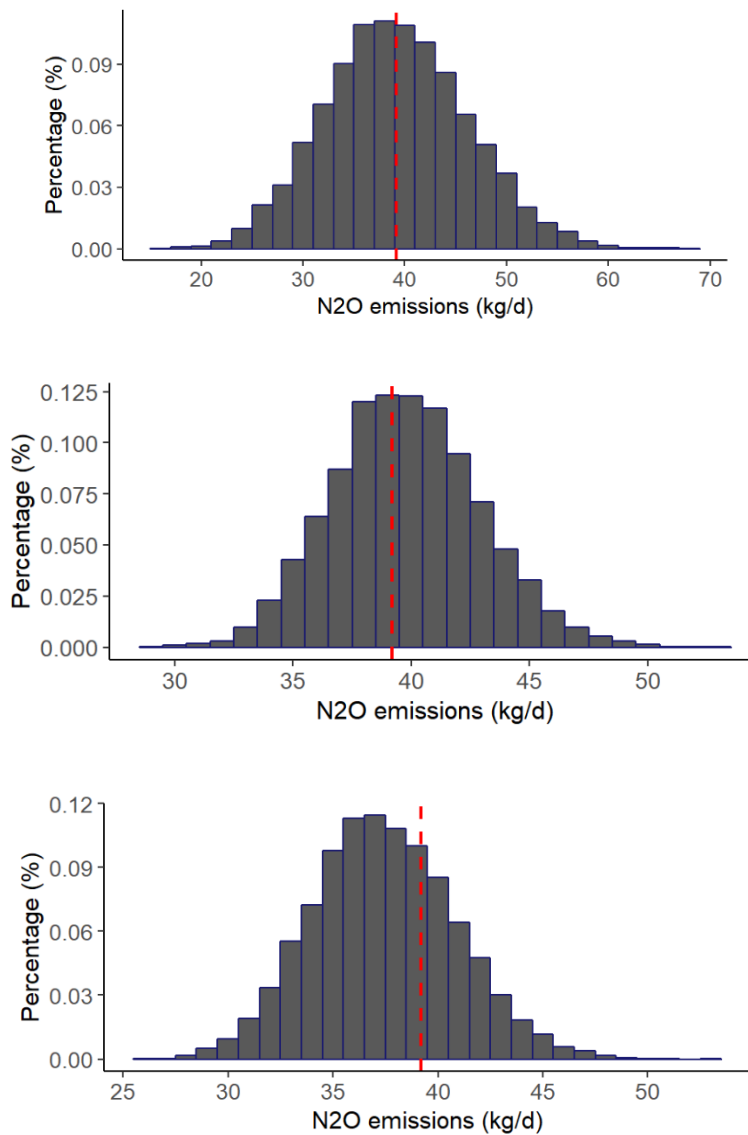 Percentage (%)
0.09
0.06
0.03
0.00
20 30 40 50 60 70
N2O emissions (kg/d)
Percentage (%)
0.125
0.100
0.075
0.050
0.025
0.000
30 35 40 45 50
N2O emissions (kg/d)
Percentage (%)
0.12
0.09
0.06
0.03
0.00
25 30 35 40 45 50
N2O emissions (kg/d)